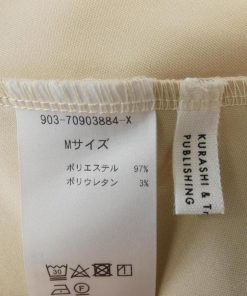 903-70903884-X
Mサイズ
ポリエステル 97%
ポリウレタン 3%
KURASHI & Tr
PUBLISHING